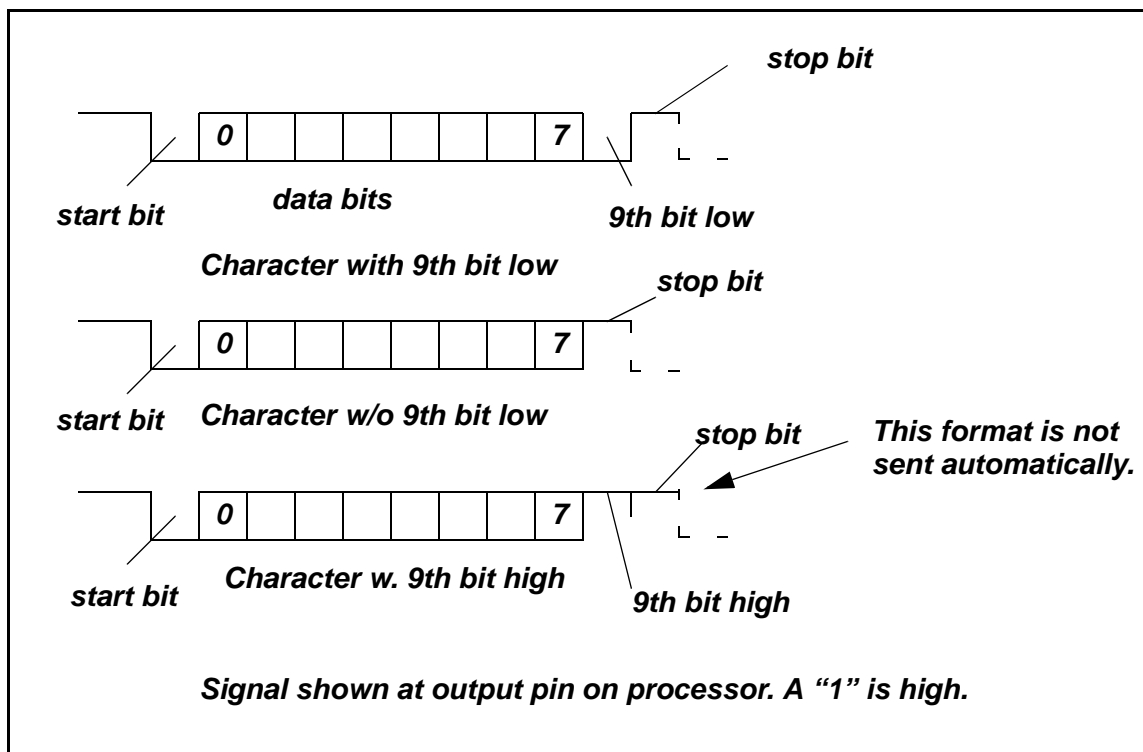 stop bit
0 7
start bit
data bits
9th bit low
Character with 9th bit low
stop bit
0 7
start bit
Character w/o 9th bit low
stop bit
This format is not
sent automatically.
0 7
start bit
Character w. 9th bit high
9th bit high
Signal shown at output pin on processor. A “1” is high.